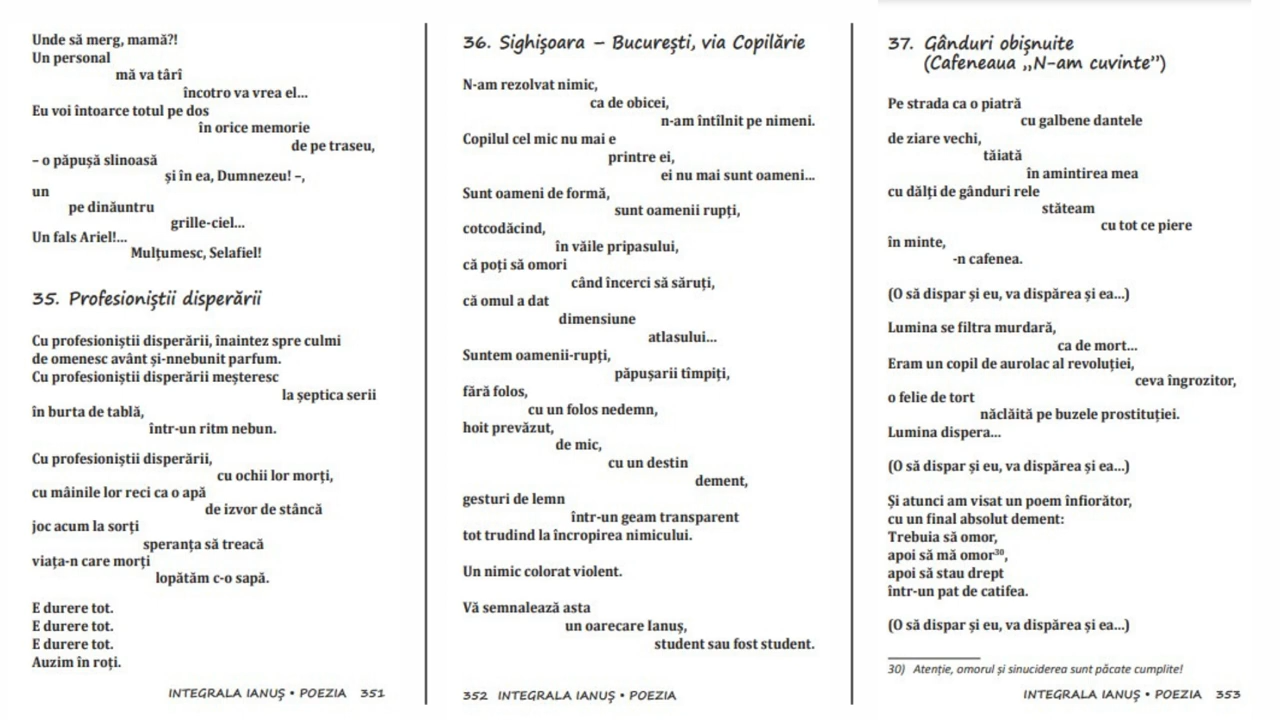 Unde să merg, mamă?!
Un personal
mă va târî
încotro va vrea el...
Eu voi întoarce totul pe dos
în orice memorie
de pe traseu,
– o păpușă slinoasă
și în ea, Dumnezeu! –,
un
pe dinăuntru
grille-ciel...
Un fals Ariel!...
Mulțumesc, Selafiel!
35. Profesioniștii disperării
Cu profesioniștii disperării, înaintez spre culmi
de omenesc avânt și-nnebunit parfum.
Cu profesioniștii disperării meșteresc
la șeptica serii
în burta de tablă,
într-un ritm nebun.
Cu profesioniștii disperării,
cu ochii lor morți,
cu mâinile lor reci ca o apă
de izvor de stâncă
joc acum la sorți
speranța să treacă
viața-n care morți
lopătăm c-o sapă.
E durere tot.
E durere tot.
E durere tot.
Auzim în roți.
INTEGRALA IANUȘ • POEZIA 351
36. Sighișoara – București, via Copilărie
N-am rezolvat nimic,
ca de obicei,
n-am întîlnit pe nimeni.
Copilul cel mic nu mai e
printre ei,
ei nu mai sunt oameni...
Sunt oameni de formă,
sunt oamenii rupți,
cotcodăcind,
în văile pripasului,
că poți să omori
când încerci să săruți,
că omul a dat
dimensiune
atlasului...
Suntem oamenii-rupți,
păpușarii tîmpiți,
fără folos,
cu un folos nedemn,
hoit prevăzut,
de mic,
cu un destin
dement,
gesturi de lemn
într-un geam transparent
tot trudind la încropirea nimicului.
Un nimic colorat violent.
Vă semnalează asta
un oarecare Ianuș,
student sau fost student.
352 INTEGRALA IANUȘ • POEZIA
37. Gânduri obișnuite
(Cafeneaua „N-am cuvinte”)
Pe strada ca o piatră
cu galbene dantele
de ziare vechi,
tăiată
în amintirea mea
cu dălți de gânduri rele
stăteam
cu tot ce piere
în minte,
-n cafenea.
(O să dispar și eu, va dispărea și ea...)
Lumina se filtra murdară,
ca de mort...
Eram un copil de aurolac al revoluției,
ceva îngrozitor,
o felie de tort
năclăită pe buzele prostituției.
Lumina dispera...
(O să dispar și eu, va dispărea și ea...)
Și atunci am visat un poem înfiorător,
cu un final absolut dement:
Trebuia să omor,
apoi să mă omor³⁰,
apoi să stau drept
într-un pat de catifea.
(O să dispar și eu, va dispărea și ea...)
30) Atenție, omorul și sinuciderea sunt păcate cumplite!
INTEGRALA IANUȘ • POEZIA 353